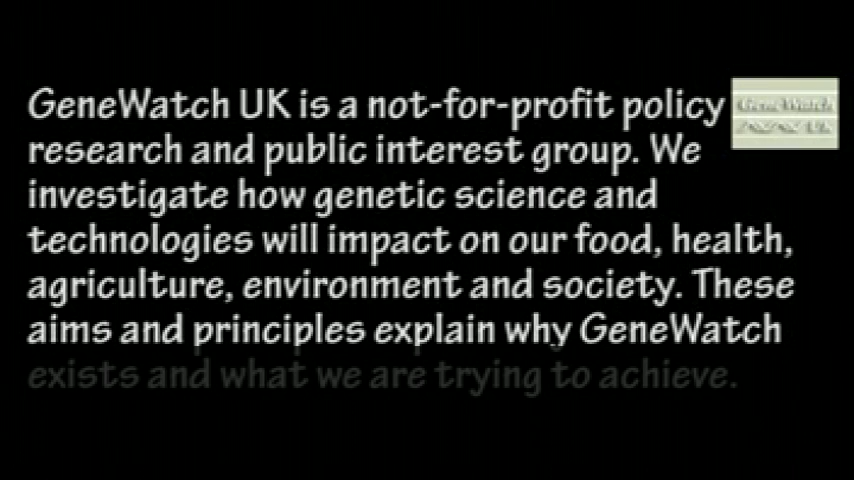 GeneWatch UK is a not-for-profit policy
research and public interest group. We
investigate how genetic science and
technologies will impact on our food, health,
agriculture, environment and society. These
aims and principles explain why GeneWatch
exists and what we are trying to achieve.
GeneWatch
UK